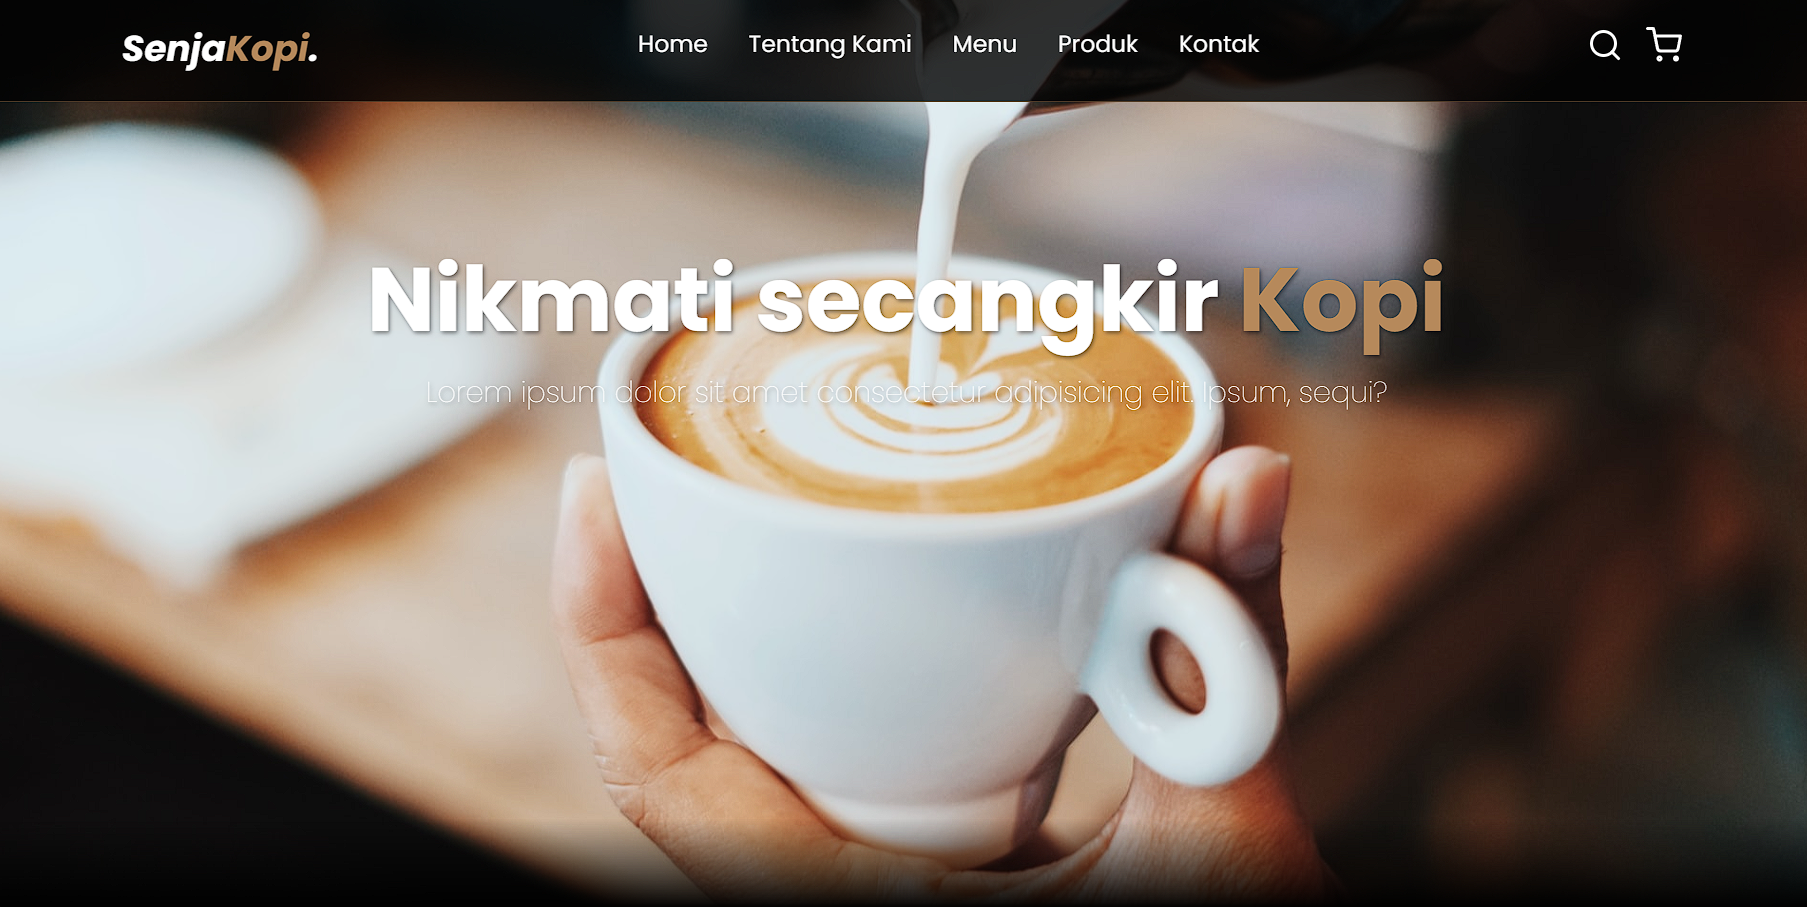 SenjaKopi.
Home Tentang Kami Menu Produk Kontak
Nikmati secangkir Kopi
Lorem ipsum dolor sit amet consectetur adipisicing elit. Ipsum, sequi?